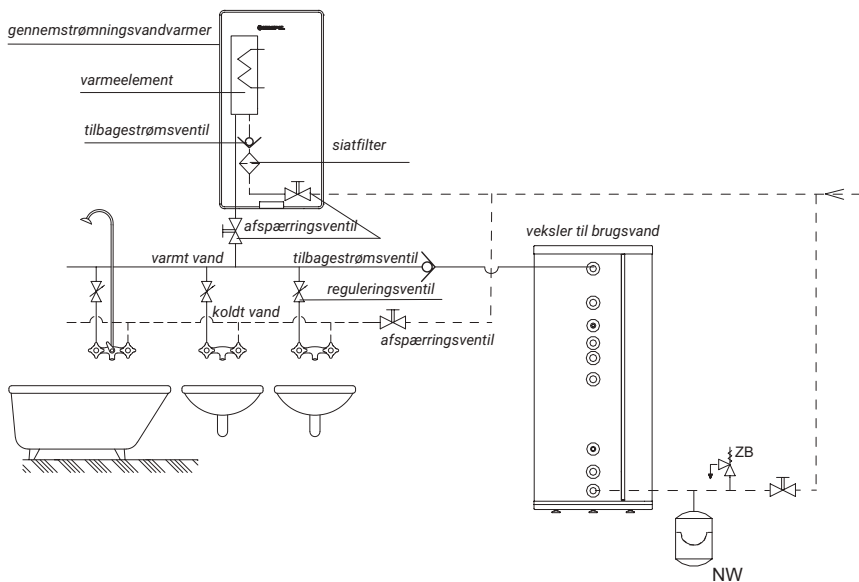 gennemstrømningsvandvarmer
varmeelement
tilbagestrømsventil
siatfilter
afspærringsventil
veksler til brugsvand
varmt vand
tilbagestrømsventil
reguleringsventil
koldt vand
afspærringsventil
ZB
NW